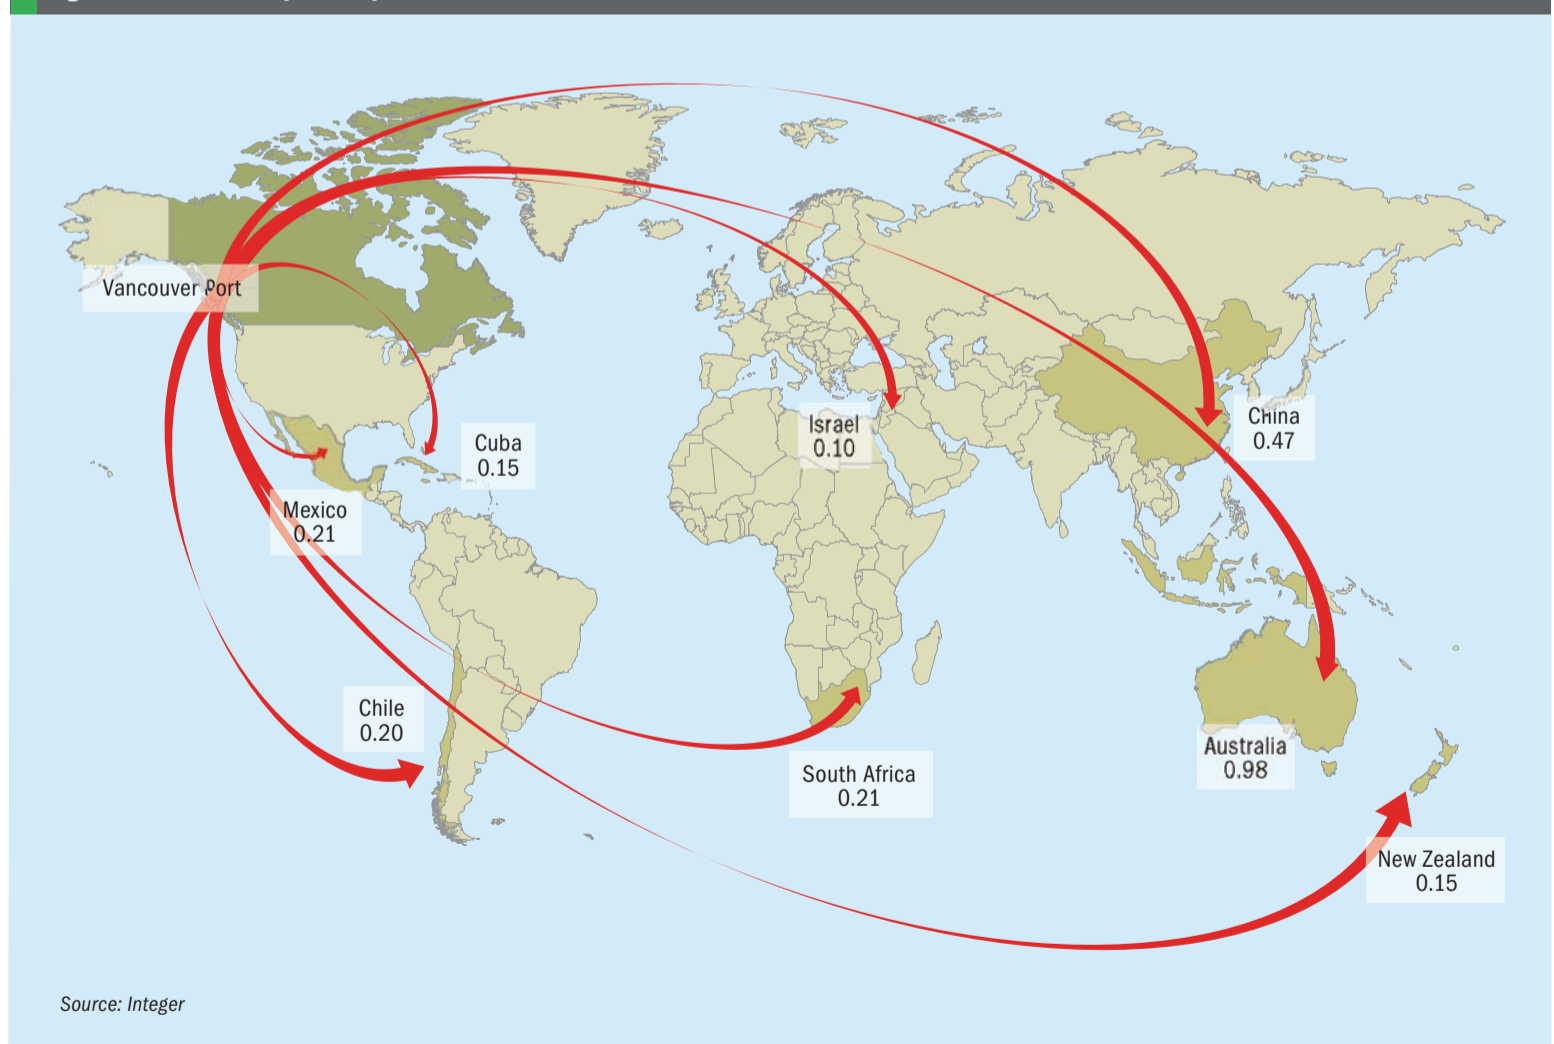 Vancouver Port
China
0.47
Israel
0.10
Cuba
0.15
Mexico
0.21
Chile
0.20
South Africa
0.21
Australia
0.98
New Zealand
0.15
Source: Integer